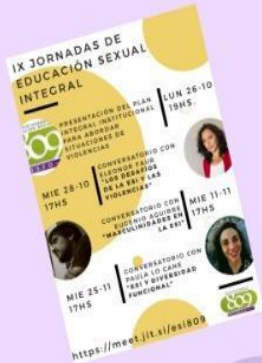 IX JORNADAS DE
EDUCACIÓN SEXUAL
INTEGRAL
PRESENTACIÓN DEL PLAN
INTEGRAL INSTITUCIONAL
PARA ABORDAR
SITUACIONES DE
VIOLENCIAS
LUN 26-10
19HS.
809
MIE 28-10
17HS
CONVERSATORIO CON
ELEONOR FAUR
"LOS DESAFÍOS
DE LA ESI Y LAS
VIOLENCIAS"
CONVERSATORIO CON
EUGENIO AGUIRRE
"MASCULINIDADES EN
LA ESI"
MIE 11-11
17HS
MIE 25-11
17HS
CONVERSATORIO CON
PAULA LO CANE
"ESI Y DIVERSIDAD
FUNCIONAL"
809
https://meet.jit.si/esi809